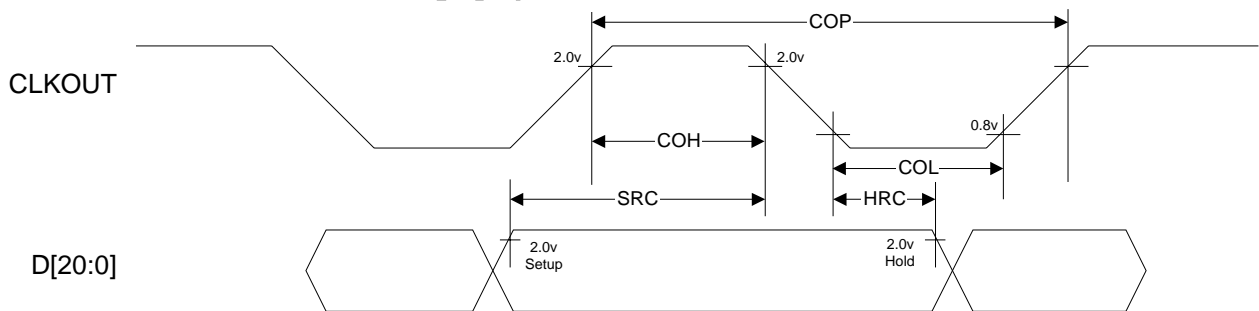 COP
2.0v
2.0v
CLKOUT
0.8v
COH
COL
SRC
HRC
2.0v
Setup
2.0v
Hold
D[20:0]